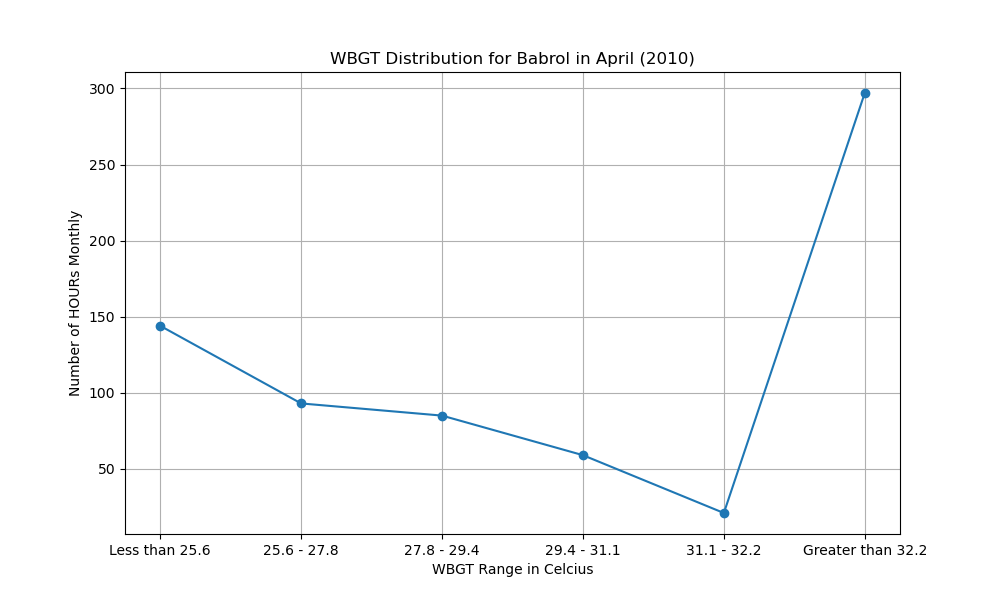 WBGT Distribution for Babrol in April (2010)
Number of HOURs Monthly
300
250
200
150
100
50
Less than 25.6
25.6 - 27.8
27.8 - 29.4
29.4 - 31.1
31.1 - 32.2
Greater than 32.2
WBGT Range in Celcius